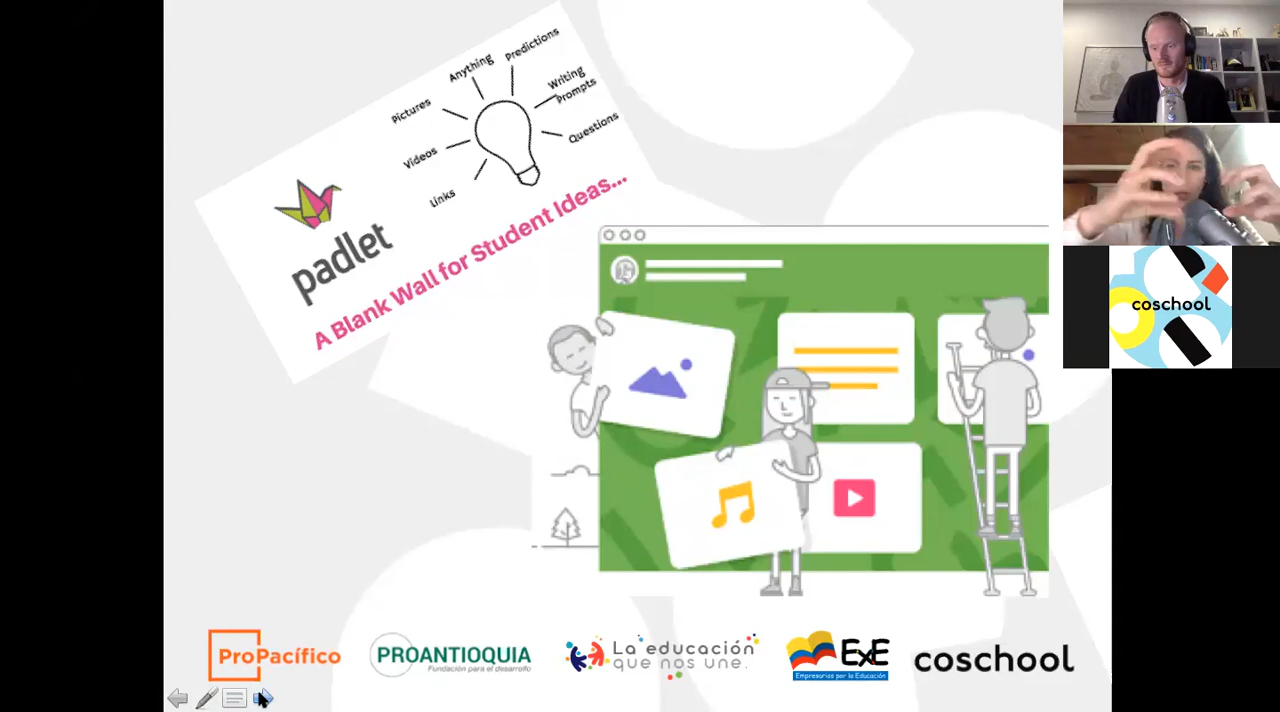 Predictions
Anything
Writing
Prompts
Pictures
Questions
Videos
Links
padlet
A Blank Wall for Student Ideas...
coschool
ProPacífico
PROANTIOQUIA
Fundación para el desarrollo
La educación
que nos une.
ExE
Empresarios por la Educación
coschool